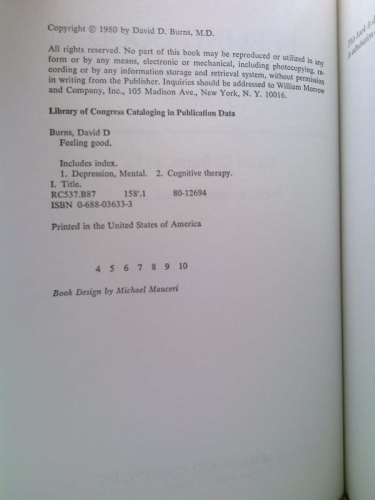 Copyright © 1980 by David D. Burns, M.D.
All rights reserved. No part of this book may be reproduced or utilized in any
form or by any means, electronic or mechanical, including photocopying, re-
cording or by any information storage and retrieval system, without permission
in writing from the Publisher. Inquiries should be addressed to William Morrow
and Company, Inc., 105 Madison Ave., New York, N. Y. 10016.
Library of Congress Cataloging in Publication Data
Burns, David D
Feeling good.
Includes index.
1. Depression, Mental. 2. Cognitive therapy.
I. Title.
RC537.B87 158'.1 80-12694
ISBN 0-688-03633-3
Printed in the United States of America
4 5 6 7 8 9 10
Book Design by Michael Mauceri
This book is